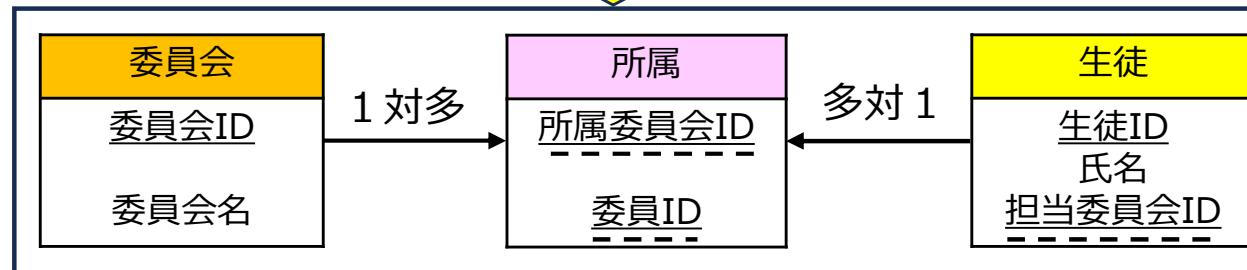 委員会
委員会ID
委員会名
1対多
所属
所属委員会ID
委員ID
多対1
生徒
生徒ID
氏名
担当委員会ID